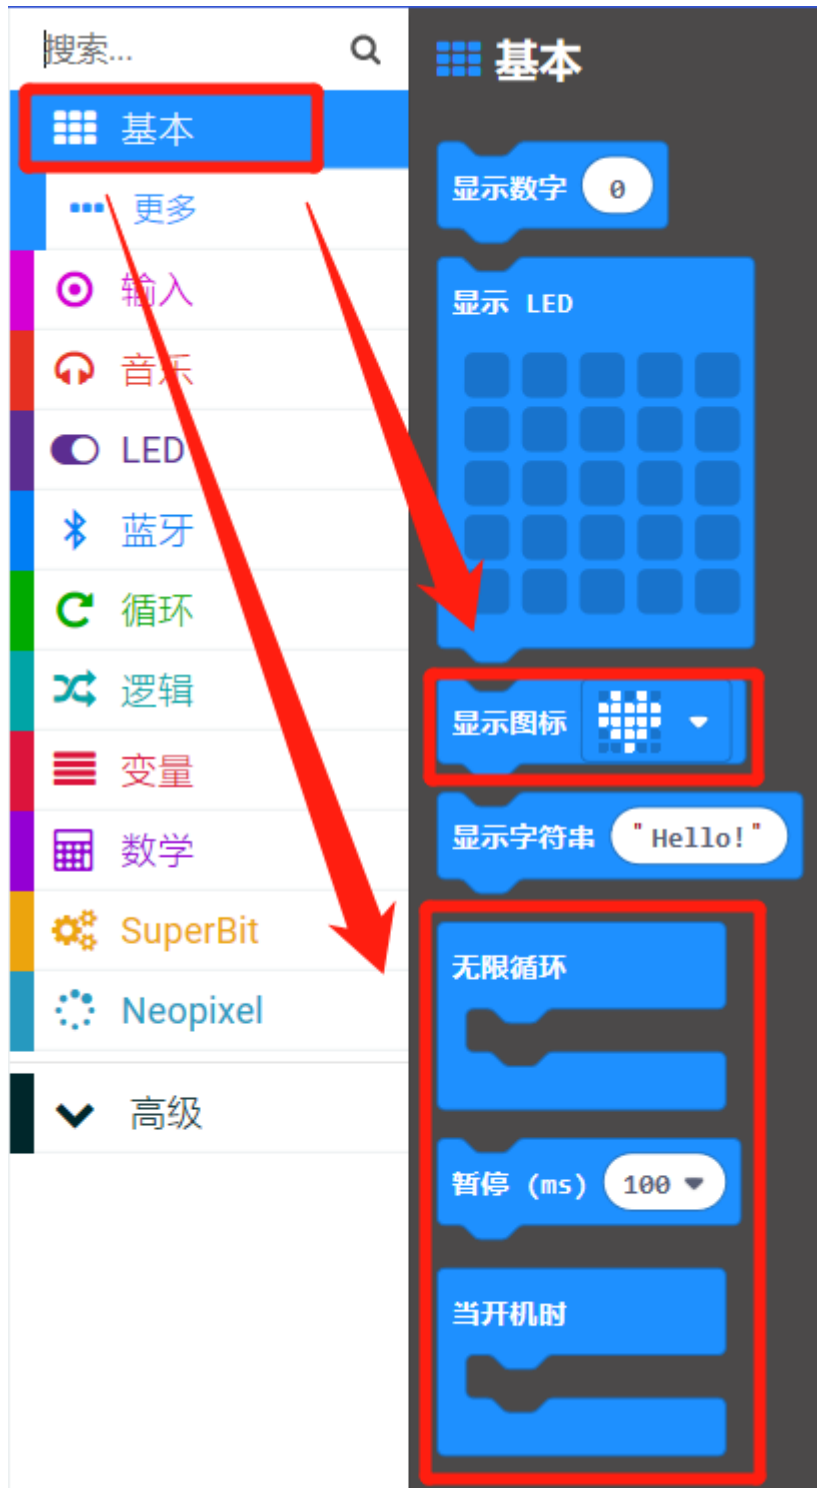 搜索...
基本
更多
输入
音乐
LED
蓝牙
循环
逻辑
变量
数学
SuperBit
Neopixel
高级
基本
显示数字 0
显示 LED
显示图标
显示字符串 "Hello!"
无限循环
暂停 (ms) 100
当开机时